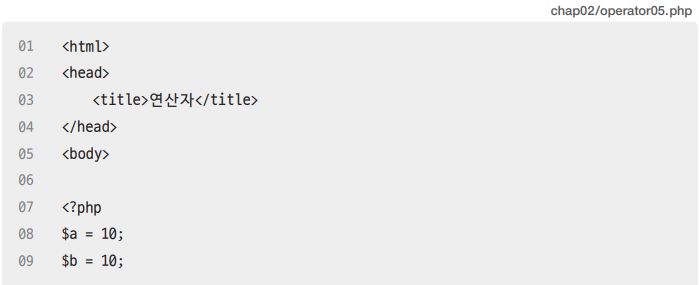 chap02/operator05.php
01 <html>
02 <head>
03     <title>연산자</title>
04 </head>
05 <body>
06
07 <?php
08 $a = 10;
09 $b = 10;